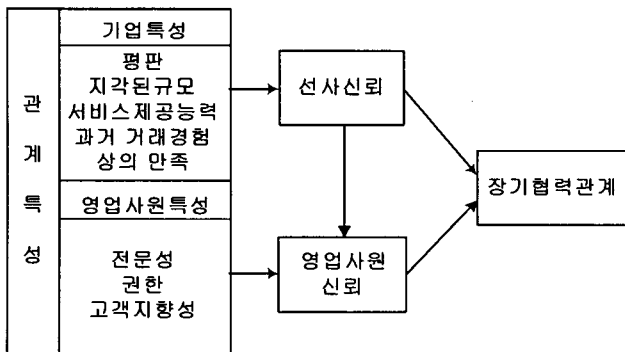 관
계
특
성
기업특성
평판
지각된규모
서비스제공능력
과거 거래경험
상의 만족
영업사원특성
전문성
권한
고객지향성
선사신뢰
영업사원
신뢰
장기협력관계